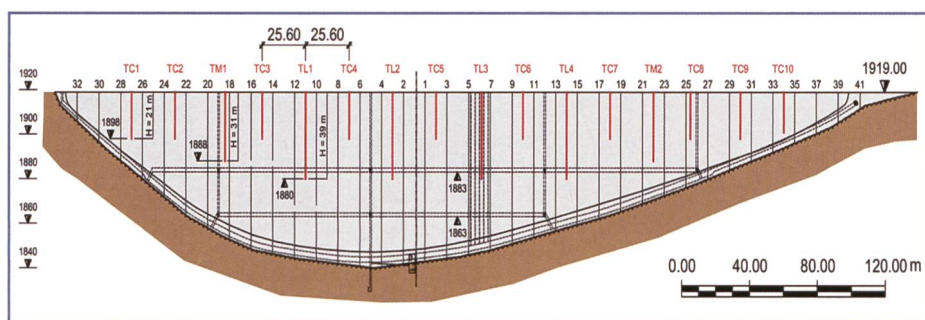 25.60 25.60
TC1 TC2 TM1 TC3 TL1 TC4 TL2 TC5 TL3 TC6 TL4 TC7 TM2 TC8 TC9 TC10
1919.00
32 30 28 26 24 22 20 18 16 14 12 10 8 6 4 2 1 3 5 7 9 11 13 15 17 19 21 23 25 27 29 31 33 35 37 39 41
1920
1900
1880
1860
1840
1898
H = 21 m
1888
H = 31 m
1880
H = 39 m
1883
1863
0.00 40.00 80.00 120.00 m